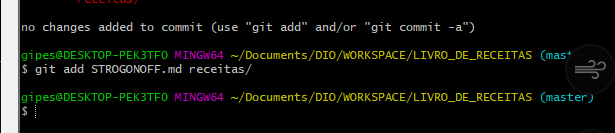 receitas/
no changes added to commit (use "git add" and/or "git commit -a")
gipes@DESKTOP-PEK3TFO MINGW64 ~/Documents/DIO/WORKSPACE/LIVRO_DE_RECEITAS (mast
$ git add STROGONOFF.md receitas/
gipes@DESKTOP-PEK3TFO MINGW64 ~/Documents/DIO/WORKSPACE/LIVRO_DE_RECEITAS (master)
$